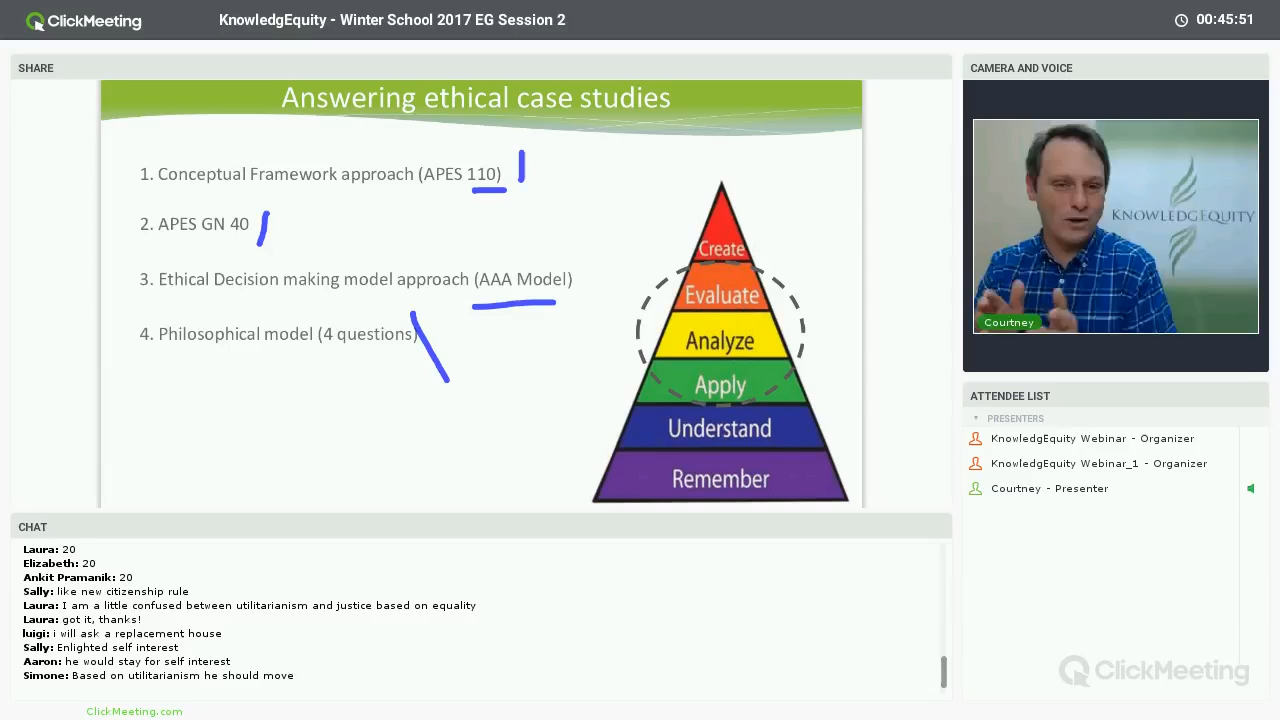 ClickMeeting
KnowledgEquity - Winter School 2017 EG Session 2
00:45:51
SHARE
Answering ethical case studies
1. Conceptual Framework approach (APES 110)
2. APES GN 40
3. Ethical Decision making model approach (AAA Model)
4. Philosophical model (4 questions)
Create
Evaluate
Analyze
Apply
Understand
Remember
CAMERA AND VOICE
KNOWLEDGEQUITY
Courtney
ATTENDEE LIST
PRESENTERS
KnowledgEquity Webinar - Organizer
KnowledgEquity Webinar_1 - Organizer
Courtney - Presenter
CHAT
Laura: 20
Elizabeth: 20
Ankit Pramanik: 20
Sally: like new citizenship rule
Laura: I am a little confused between utilitarianism and justice based on equality
Laura: got it, thanks!
luigi: i will ask a replacement house
Sally: Enlighted self interest
Aaron: he would stay for self interest
Simone: Based on utilitarianism he should move
ClickMeeting
ClickMeeting.com